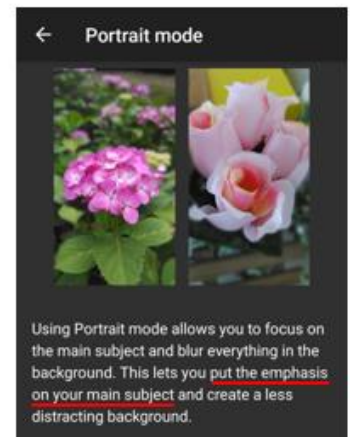 Portrait mode
Using Portrait mode allows you to focus on
the main subject and blur everything in the
background. This lets you put the emphasis
on your main subject and create a less
distracting background.